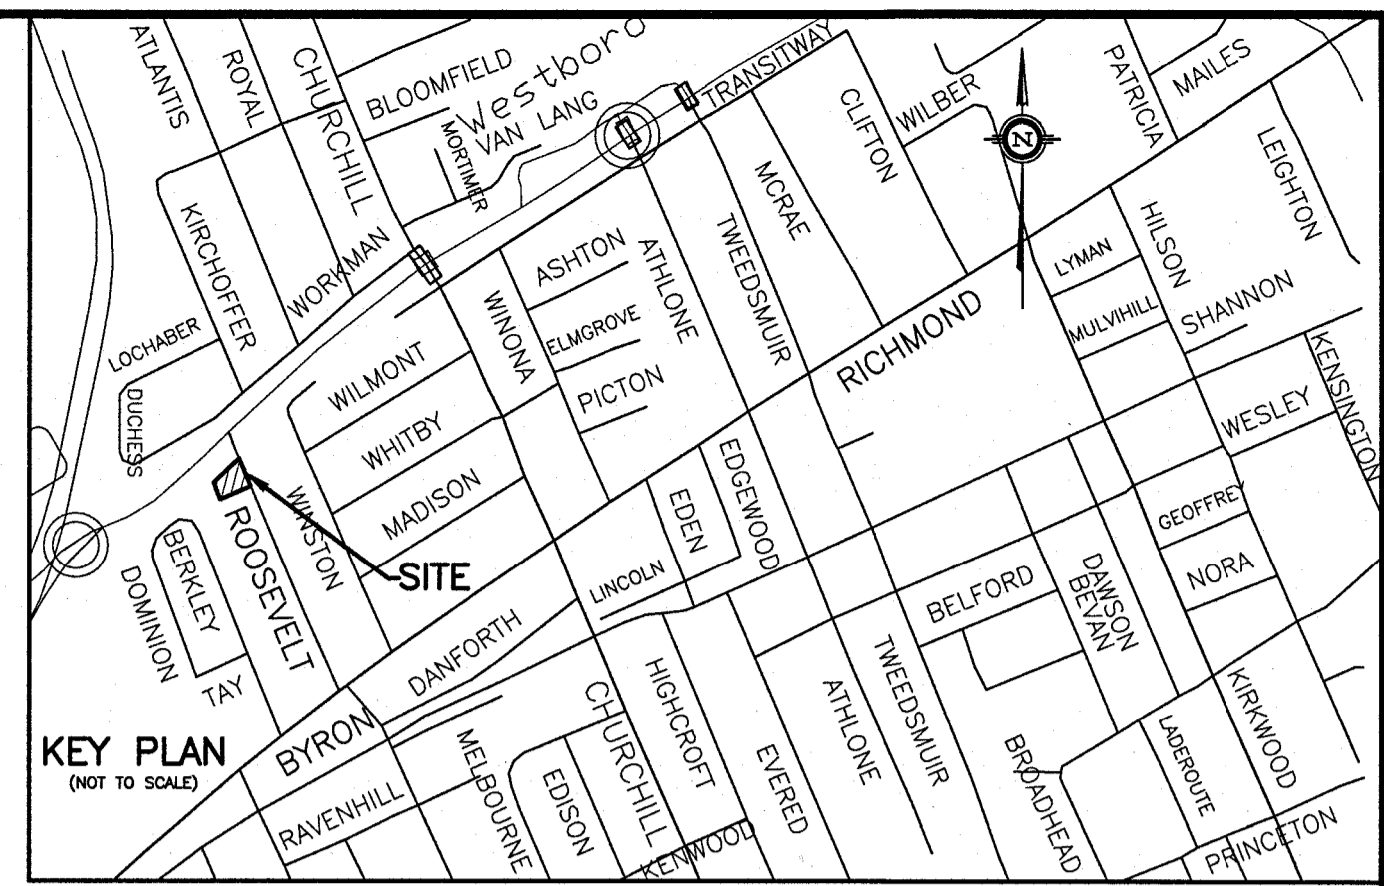 ATLANTIS
ROYAL
CHURCHILL
BLOOMFIELD
Westboro
VAN LANG
MORTIMER
TRANSITWAY
CLIFTON
WILBER
N
PATRICIA
MAILES
LEIGHTON
KIRCHOFFER
WORKMAN
LOCHABER
DUCHESS
ASHTON
ATHLONE
TWEEDSMUIR
MCRAE
WINONA
ELMGROVE
PICTON
WILMONT
WHITBY
MADISON
RICHMOND
LYMAN
HILSON
MULVIHILL
SHANNON
KENSINGTON
WESLEY
GEOFFREY
NORA
WINSTON
ROOSEVELT
SITE
BERKLEY
DOMINION
TAY
EDEN
EDGEWOOD
LINCOLN
DANFORTH
BELFORD
DAWSON
BEVAN
KEY PLAN
(NOT TO SCALE)
BYRON
RAVENHILL
MELBOURNE
EDISON
CHURCHILL
HIGHCROFT
KENWOOD
EVERED
ATHLONE
TWEEDSMUIR
BROADHEAD
LADEROUTE
KIRKWOOD
PRINCETON